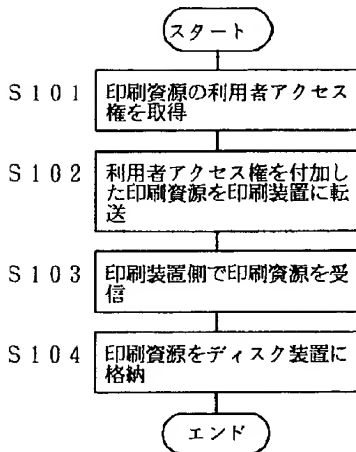 スタート
S101 印刷資源の利用者アクセス
権を取得
S102 利用者アクセス権を付加し
た印刷資源を印刷装置に転
送
S103 印刷装置側で印刷資源を受
信
S104 印刷資源をディスク装置に
格納
エンド